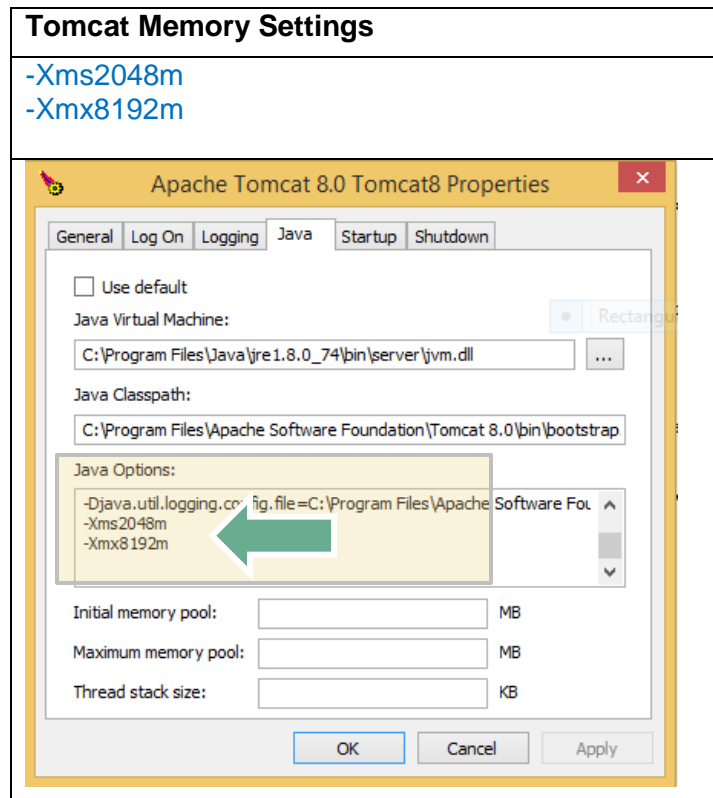 Tomcat Memory Settings
-Xms2048m
-Xmx8192m
Apache Tomcat 8.0 Tomcat8 Properties
General Log On Logging Java Startup Shutdown
Use default
Java Virtual Machine:
C:\Program Files\Java\jre1.8.0_74\bin\server\jvm.dll ...
Java Classpath:
C:\Program Files\Apache Software Foundation\Tomcat 8.0\bin\bootstrap
Java Options:
-Djava.util.logging.config.file=C:\Program Files\Apache Software Fou
-Xms2048m
-Xmx8192m
Initial memory pool: MB
Maximum memory pool: MB
Thread stack size: KB
OK Cancel Apply